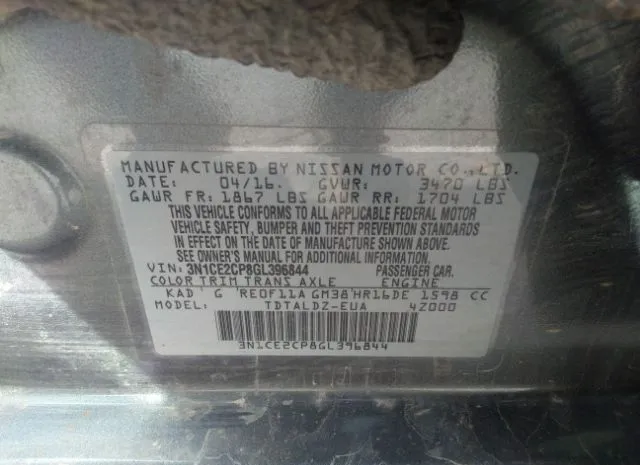 MANUFACTURED BY NISSAN MOTOR CO.,LTD.
DATE: 04/16. GVWR: 3470 LBS
GAWR FR: 1867 LBS GAWR RR: 1704 LBS
THIS VEHICLE CONFORMS TO ALL APPLICABLE FEDERAL MOTOR
VEHICLE SAFETY, BUMPER AND THEFT PREVENTION STANDARDS
IN EFFECT ON THE DATE OF MANUFACTURE SHOWN ABOVE.
SEE OWNER'S MANUAL FOR ADDITIONAL INFORMATION.
VIN: 3N1CE2CP8GL396844 PASSENGER CAR.
COLOR TRIM TRANS AXLE ENGINE
KAD G RE0F11A GM38 HR16DE 1598 CC
MODEL: TDTALDZ-EUA 4Z000
3N1CE2CP8GL396844